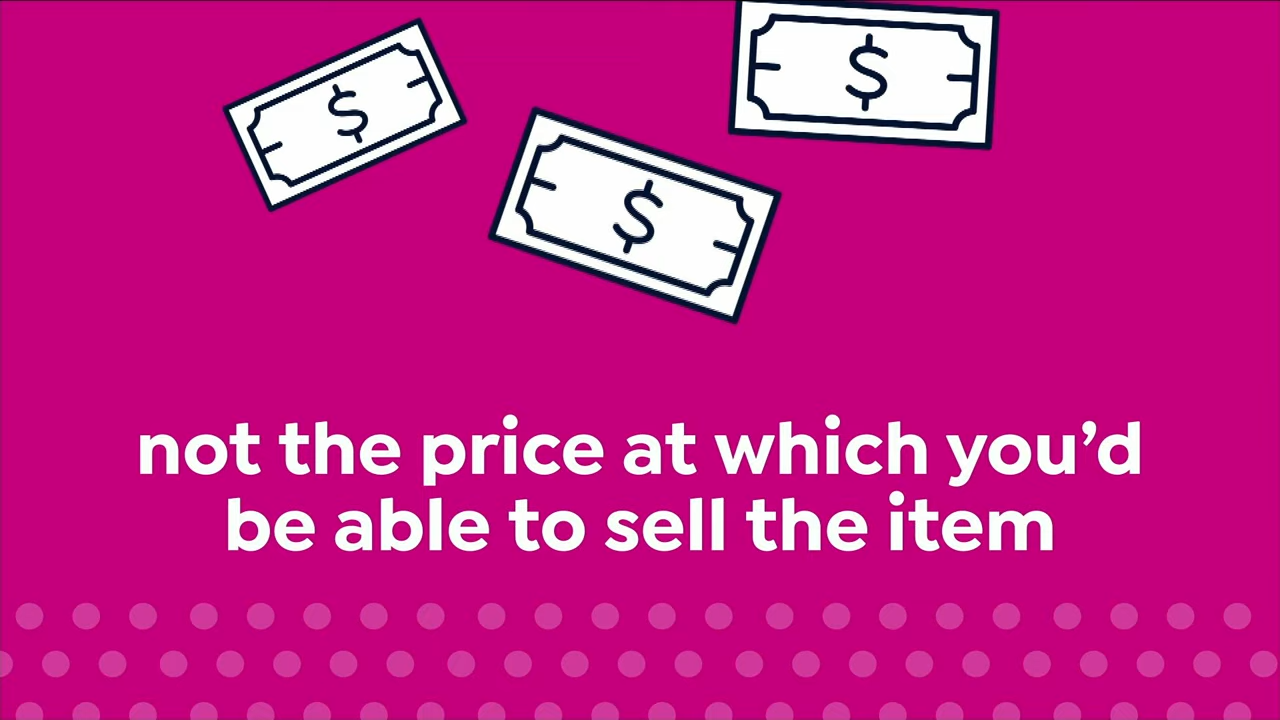 $
$
$
not the price at which you’d
be able to sell the item